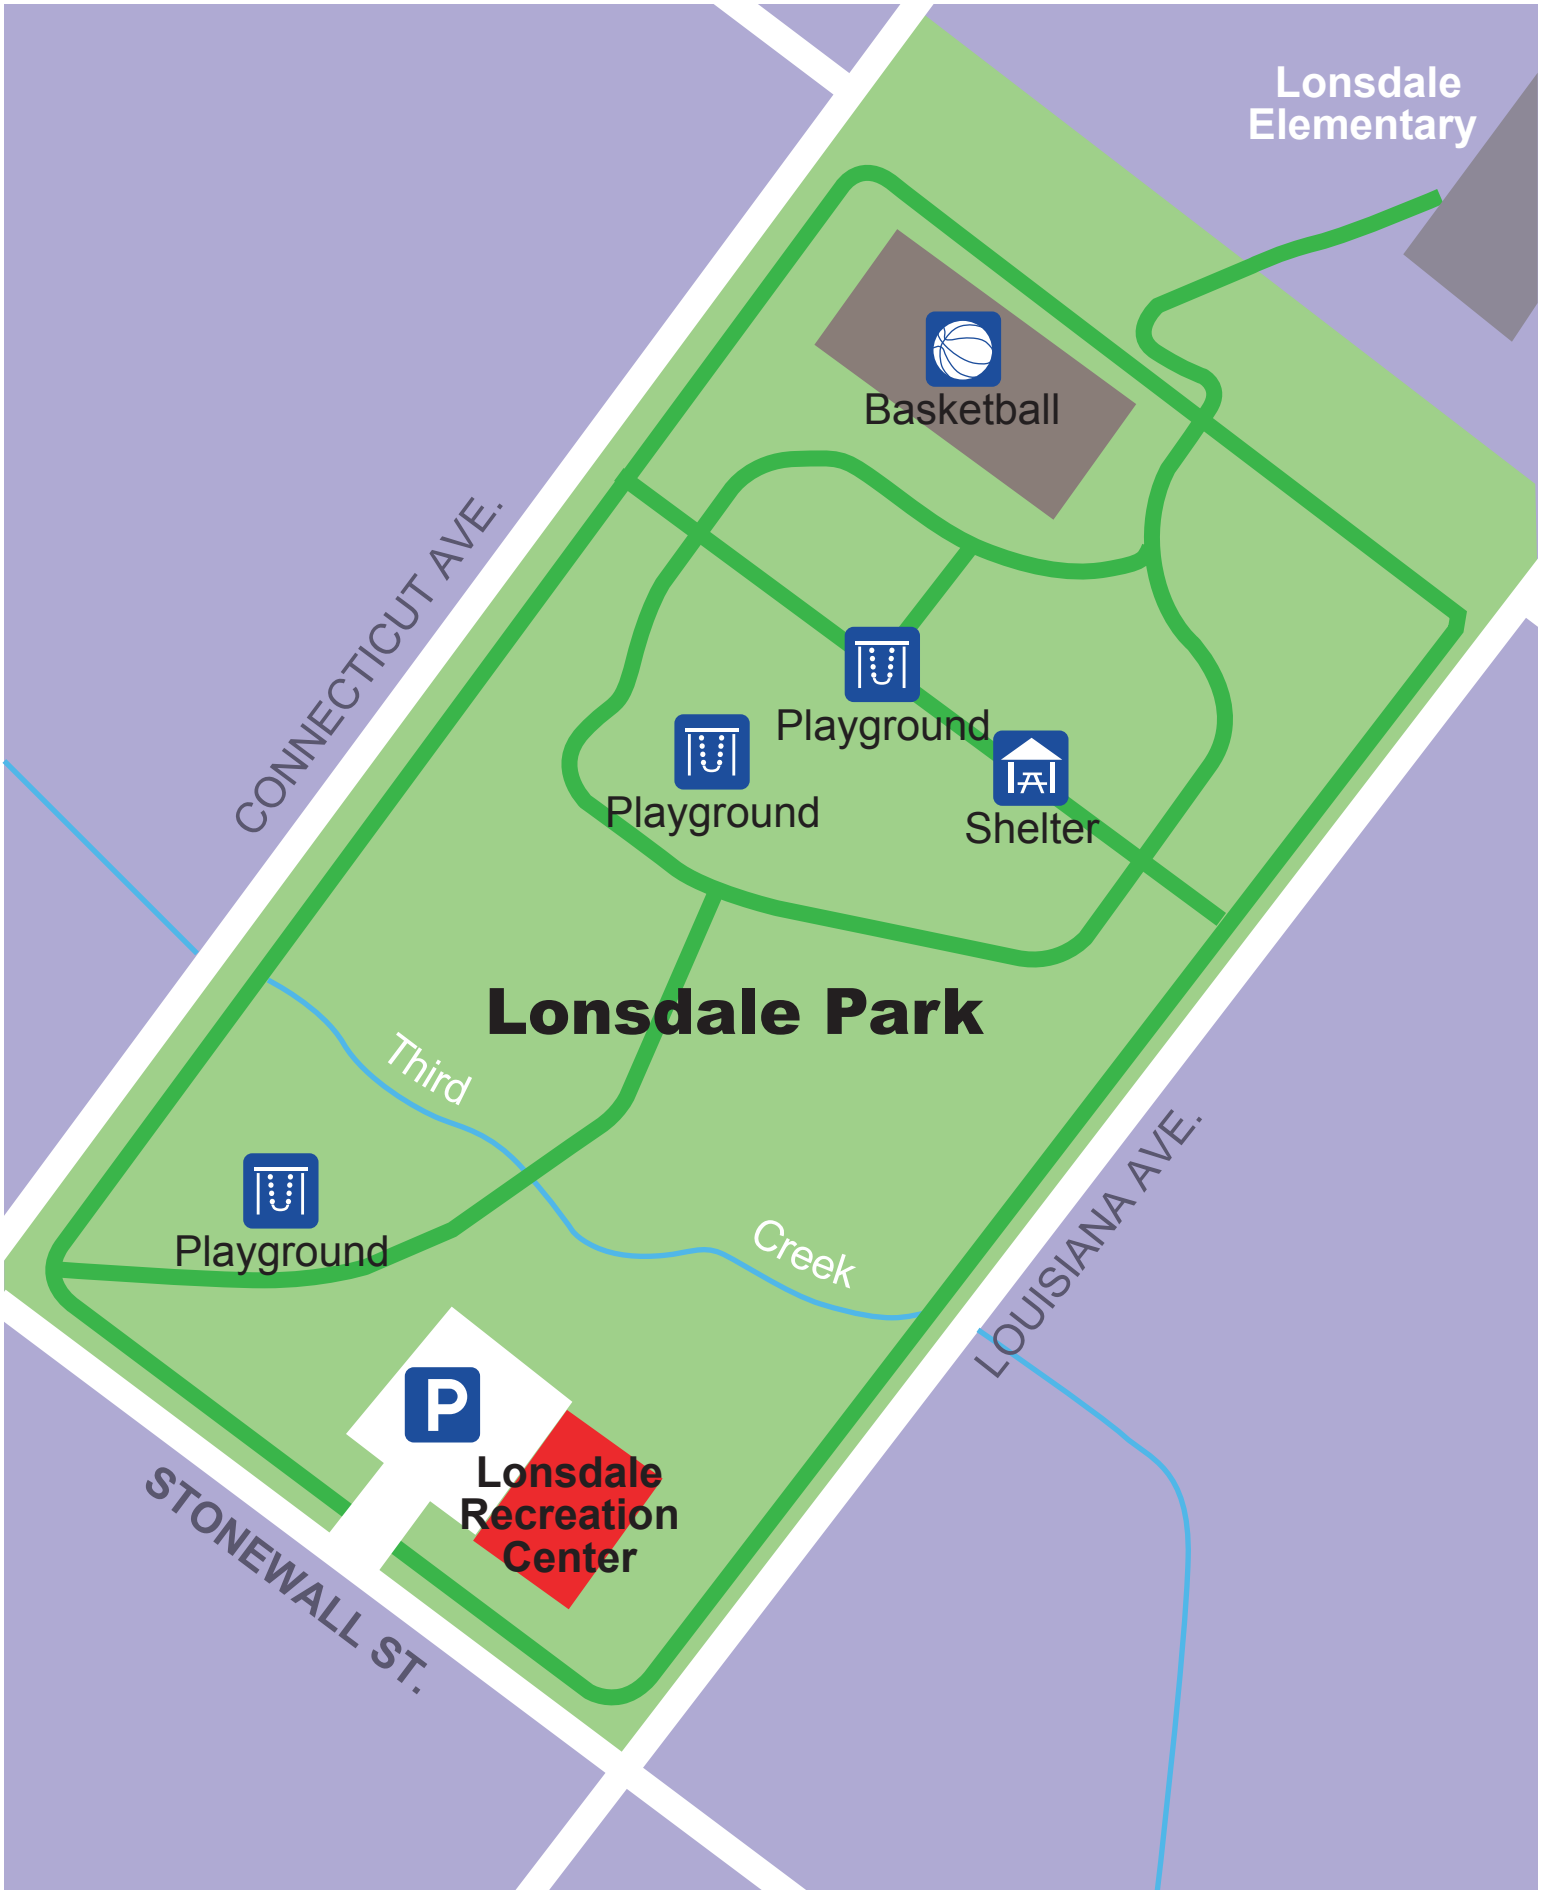 Lonsdale
Elementary
Basketball
CONNECTICUT AVE.
Playground
Playground
Shelter
Lonsdale Park
Third
Creek
LOUISIANA AVE.
Playground
P
Lonsdale
Recreation
Center
STONEWALL ST.